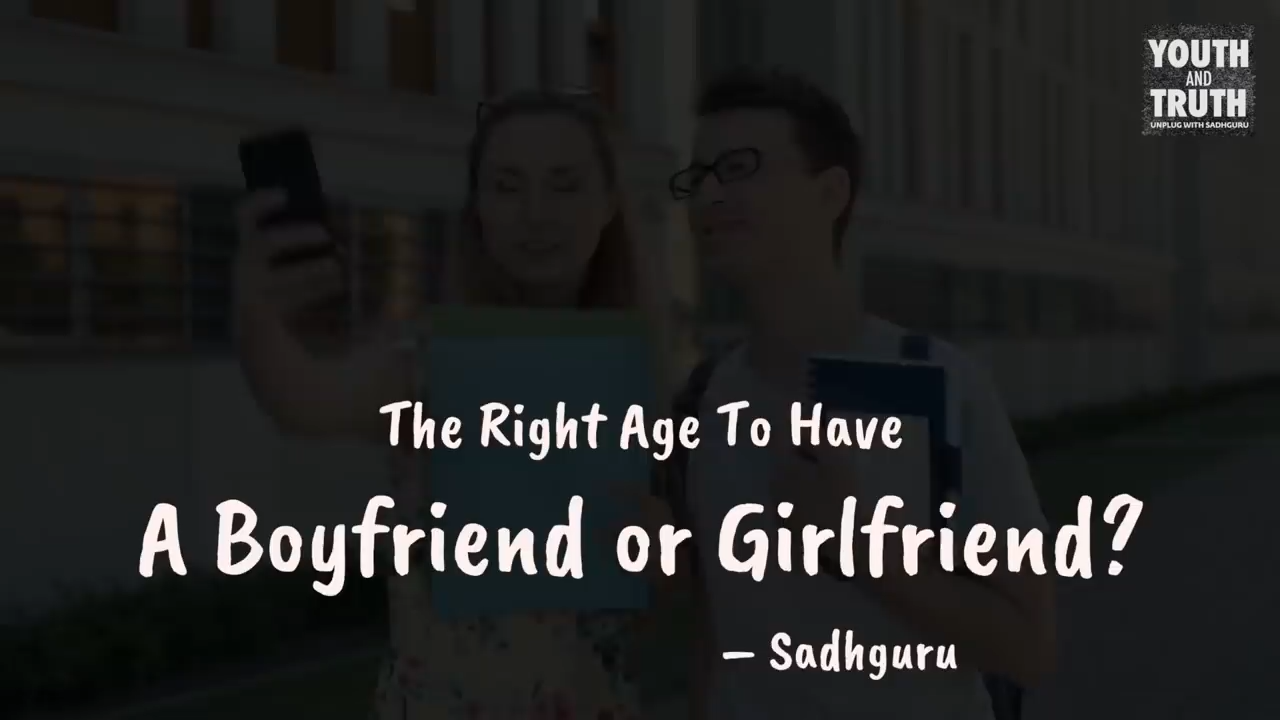 YOUTH
AND
TRUTH
UNPLUG WITH SADHGURU
The Right Age To Have
A Boyfriend or Girlfriend?
– Sadhguru